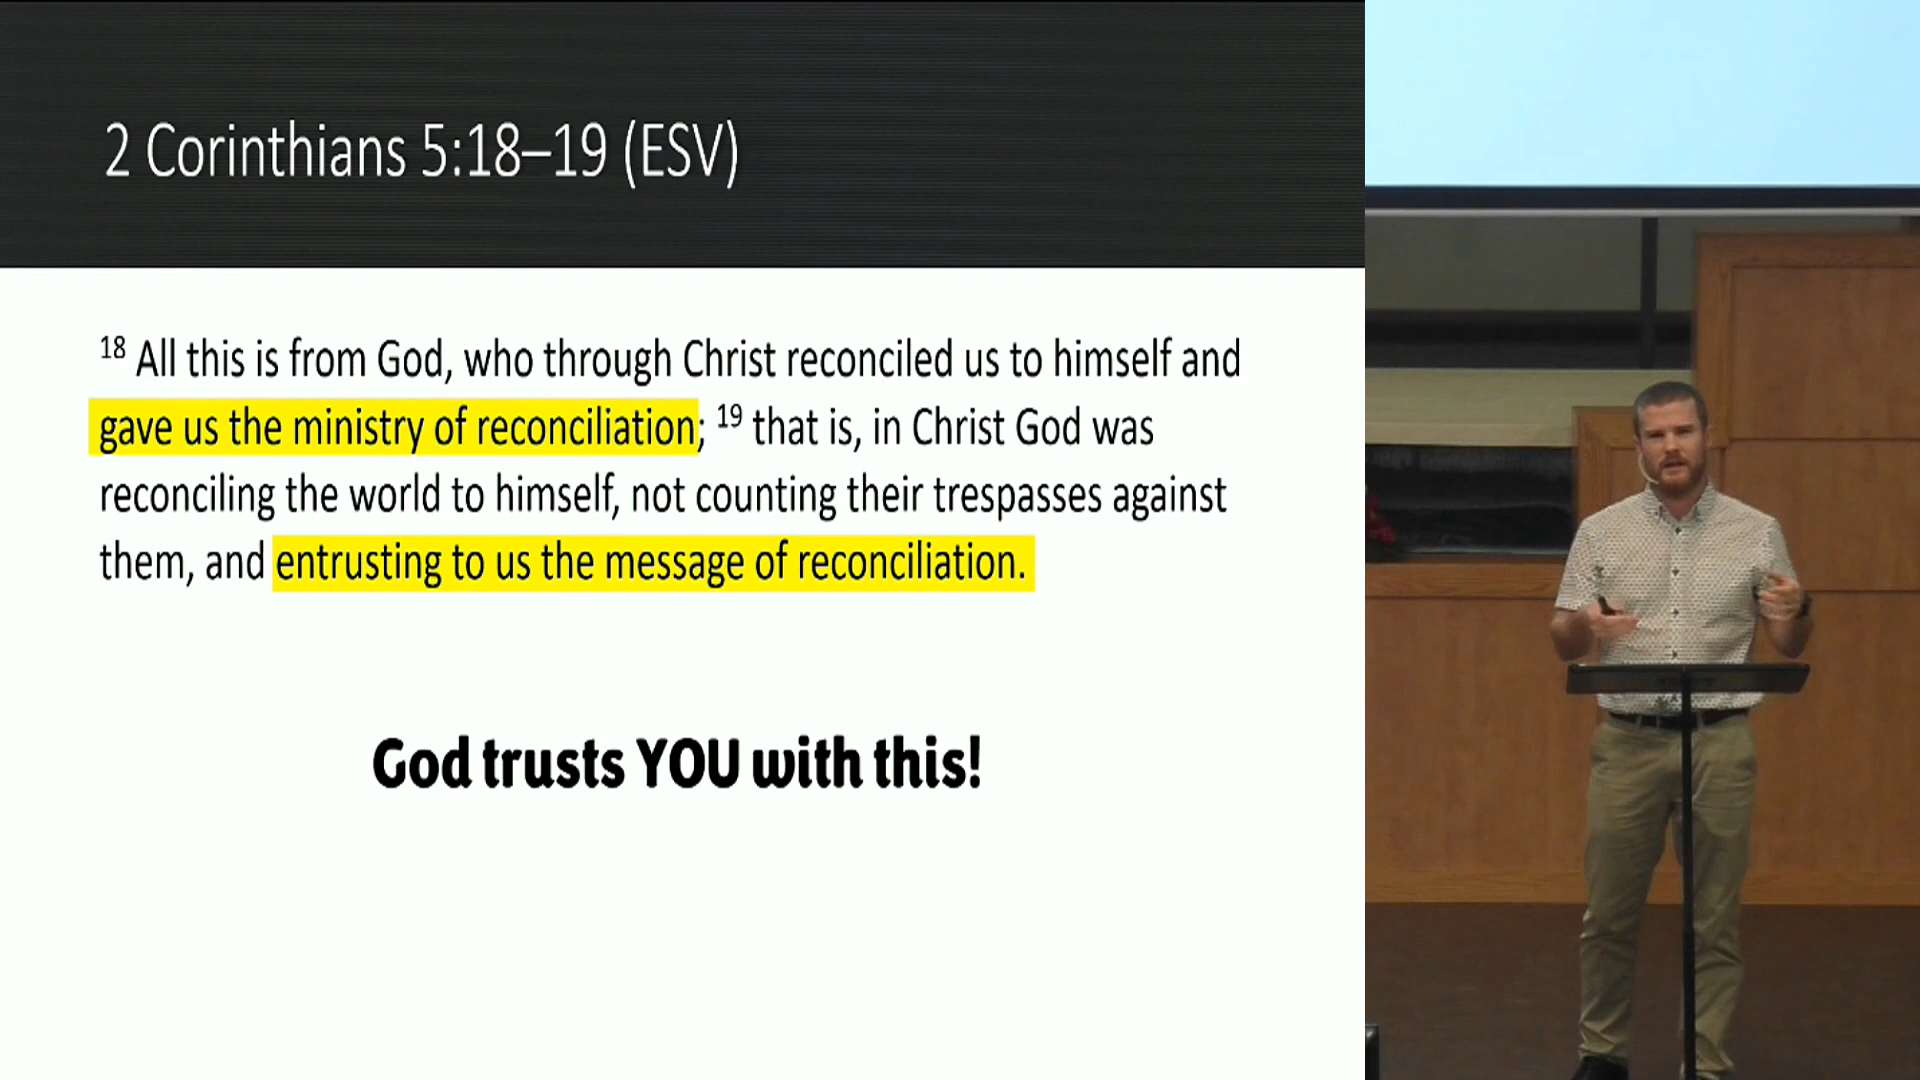 2 Corinthians 5:18–19 (ESV)
18 All this is from God, who through Christ reconciled us to himself and
gave us the ministry of reconciliation; 19 that is, in Christ God was
reconciling the world to himself, not counting their trespasses against
them, and entrusting to us the message of reconciliation.
God trusts YOU with this!